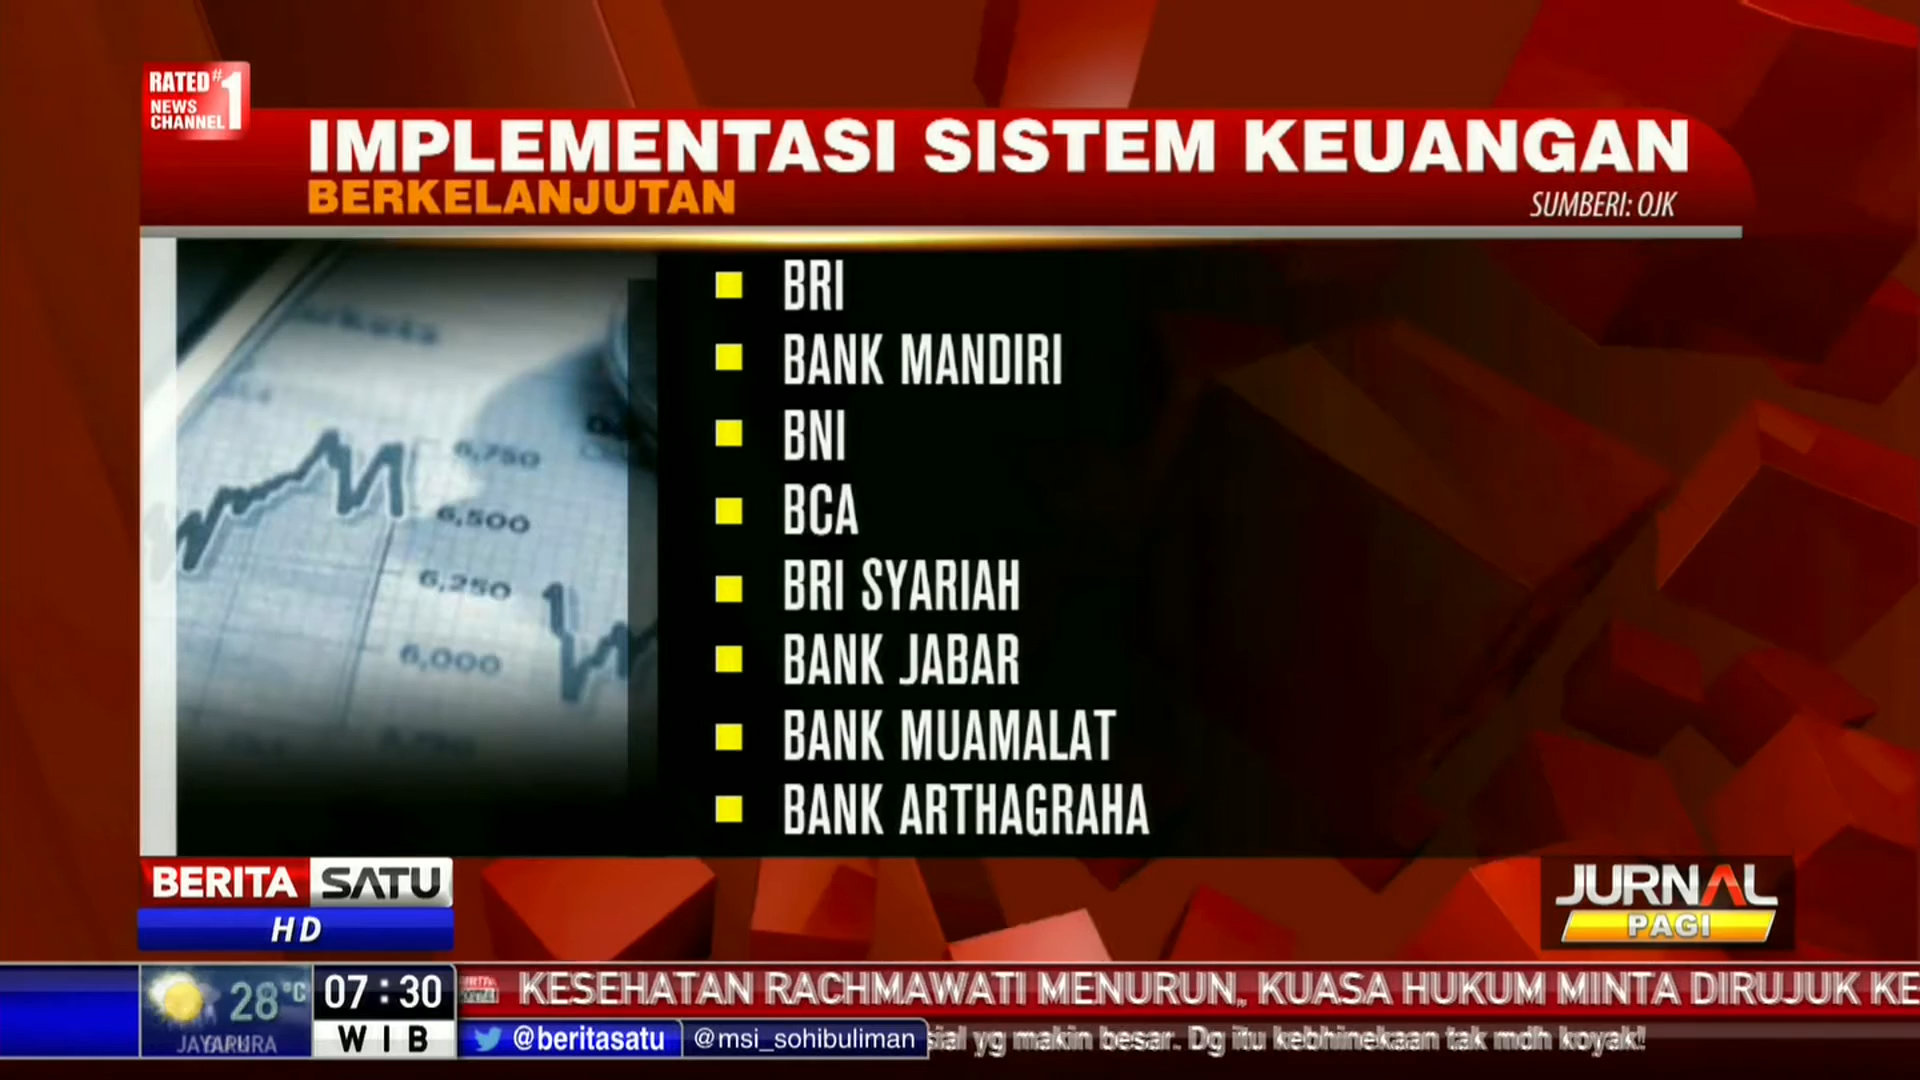 RATED #1
NEWS
CHANNEL
IMPLEMENTASI SISTEM KEUANGAN
BERKELANJUTAN
SUMBERI: OJK
BRI
BANK MANDIRI
BNI
BCA
BRI SYARIAH
BANK JABAR
BANK MUAMALAT
BANK ARTHAGRAHA
6,750
6,500
6,250
6,000
BERITA SATU
HD
JURNAL
PAGI
28°C
07:30
WIB
KESEHATAN RACHMAWATI MENURUN, KUASA HUKUM MINTA DIRUJUK KE
@beritasatu
@msi_sohibuliman
sial yg makin besar. Dg itu kebhinekaan tak mdh koyak!